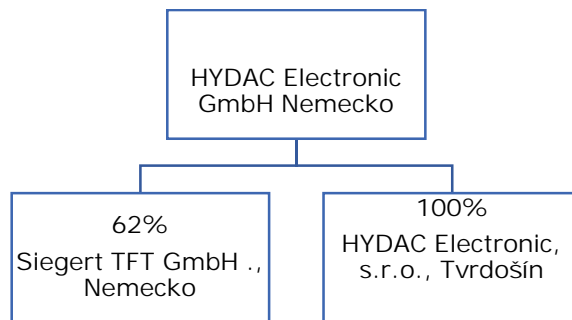 HYDAC Electronic
GmbH Nemecko
62%
Siegert TFT GmbH .,
Nemecko
100%
HYDAC Electronic,
s.r.o., Tvrdošín